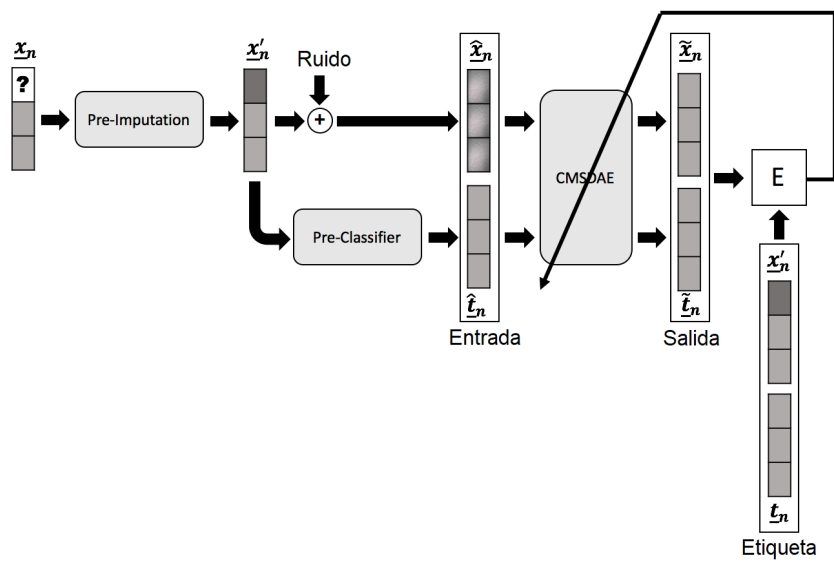 x_n
?
Pre-Imputation
x'_n
Ruido
+
Pre-Classifier
x̂_n
t̂_n
Entrada
CMSDAE
x̃_n
t̃_n
Salida
E
x'_n
t_n
Etiqueta